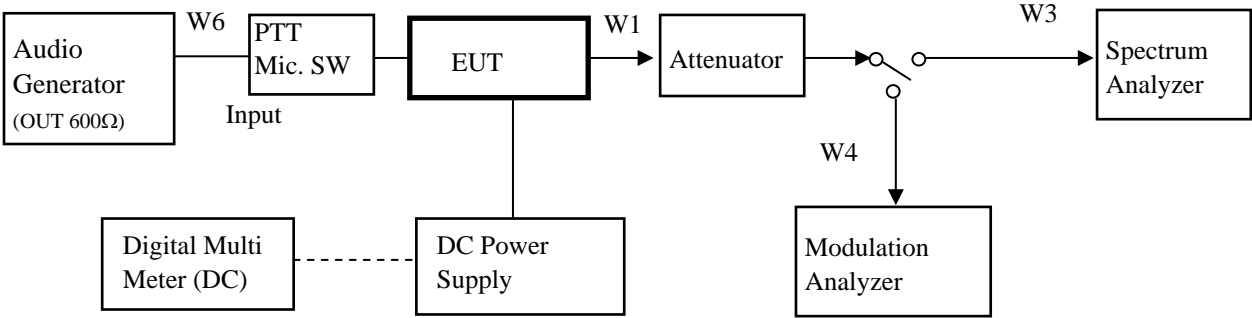 W6
Audio
Generator
(OUT 600Ω)
PTT
Mic. SW
Input
EUT
W1
Attenuator
W3
Spectrum
Analyzer
W4
Digital Multi
Meter (DC)
DC Power
Supply
Modulation
Analyzer